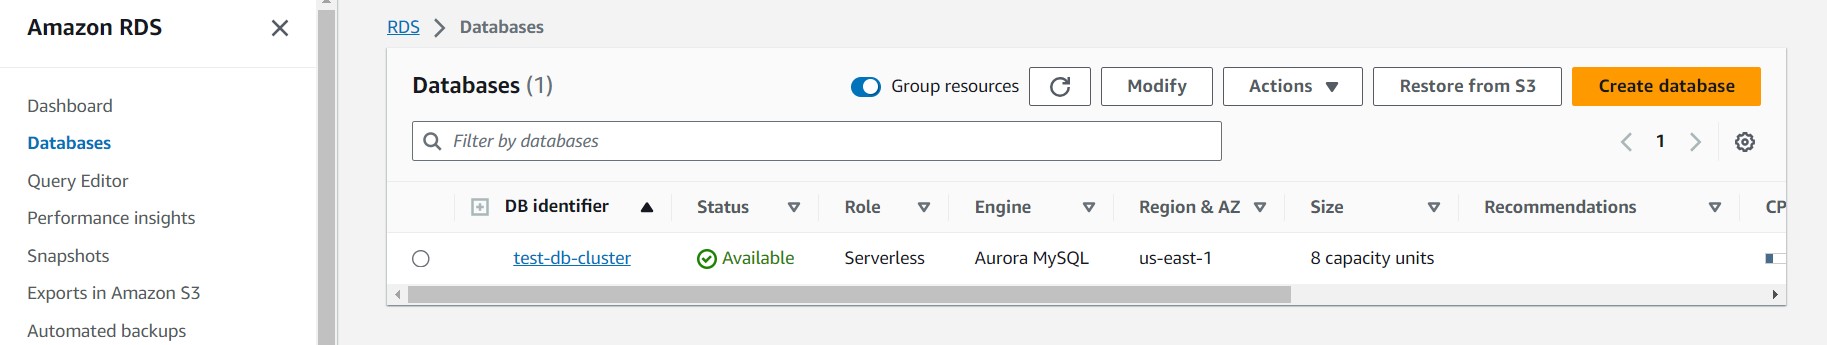 Amazon RDS
Dashboard
Databases
Query Editor
Performance insights
Snapshots
Exports in Amazon S3
Automated backups
RDS > Databases
Databases (1) Group resources Modify Actions Restore from S3 Create database
Filter by databases 1
DB identifier Status Role Engine Region & AZ Size Recommendations CP
test-db-cluster Available Serverless Aurora MySQL us-east-1 8 capacity units